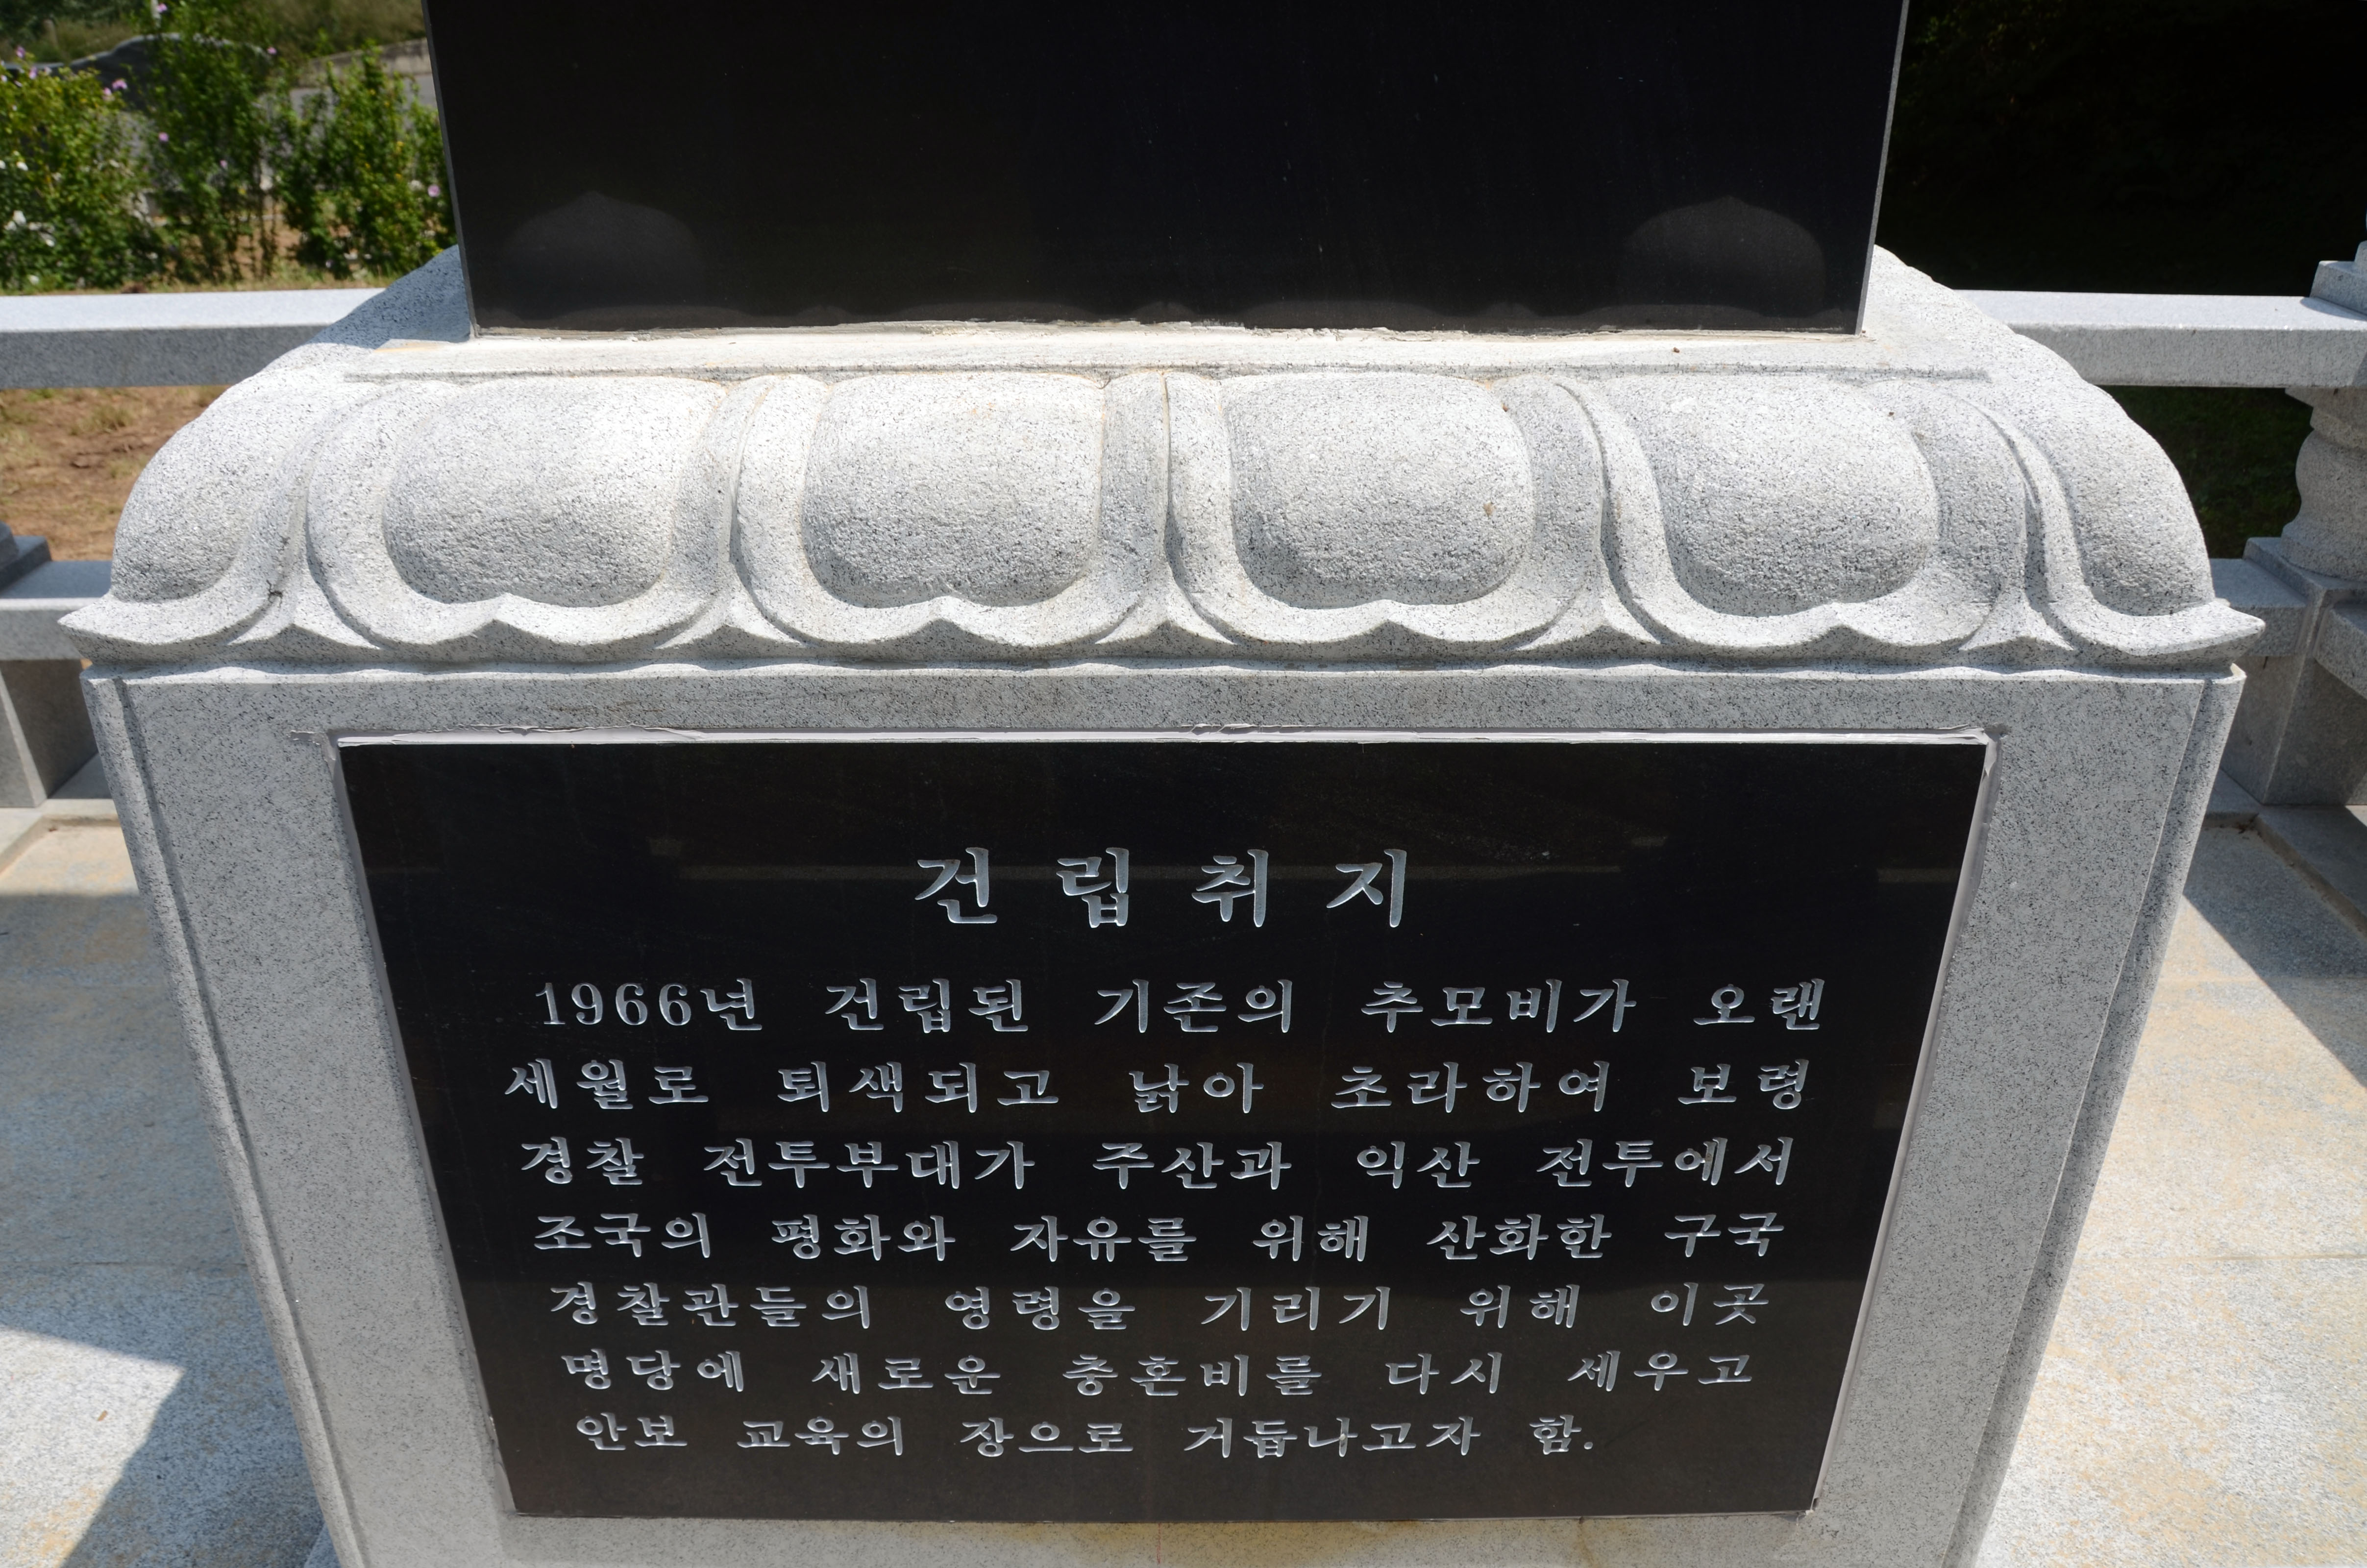 건립취지
1966년 건립된 기존의 추모비가 오랜
세월로 퇴색되고 낡아 초라하여 보령
경찰 전투부대가 주산과 익산 전투에서
조국의 평화와 자유를 위해 산화한 구국
경찰관들의 영령을 기리기 위해 이곳
명당에 새로운 충혼비를 다시 세우고
안보 교육의 장으로 거듭나고자 함.